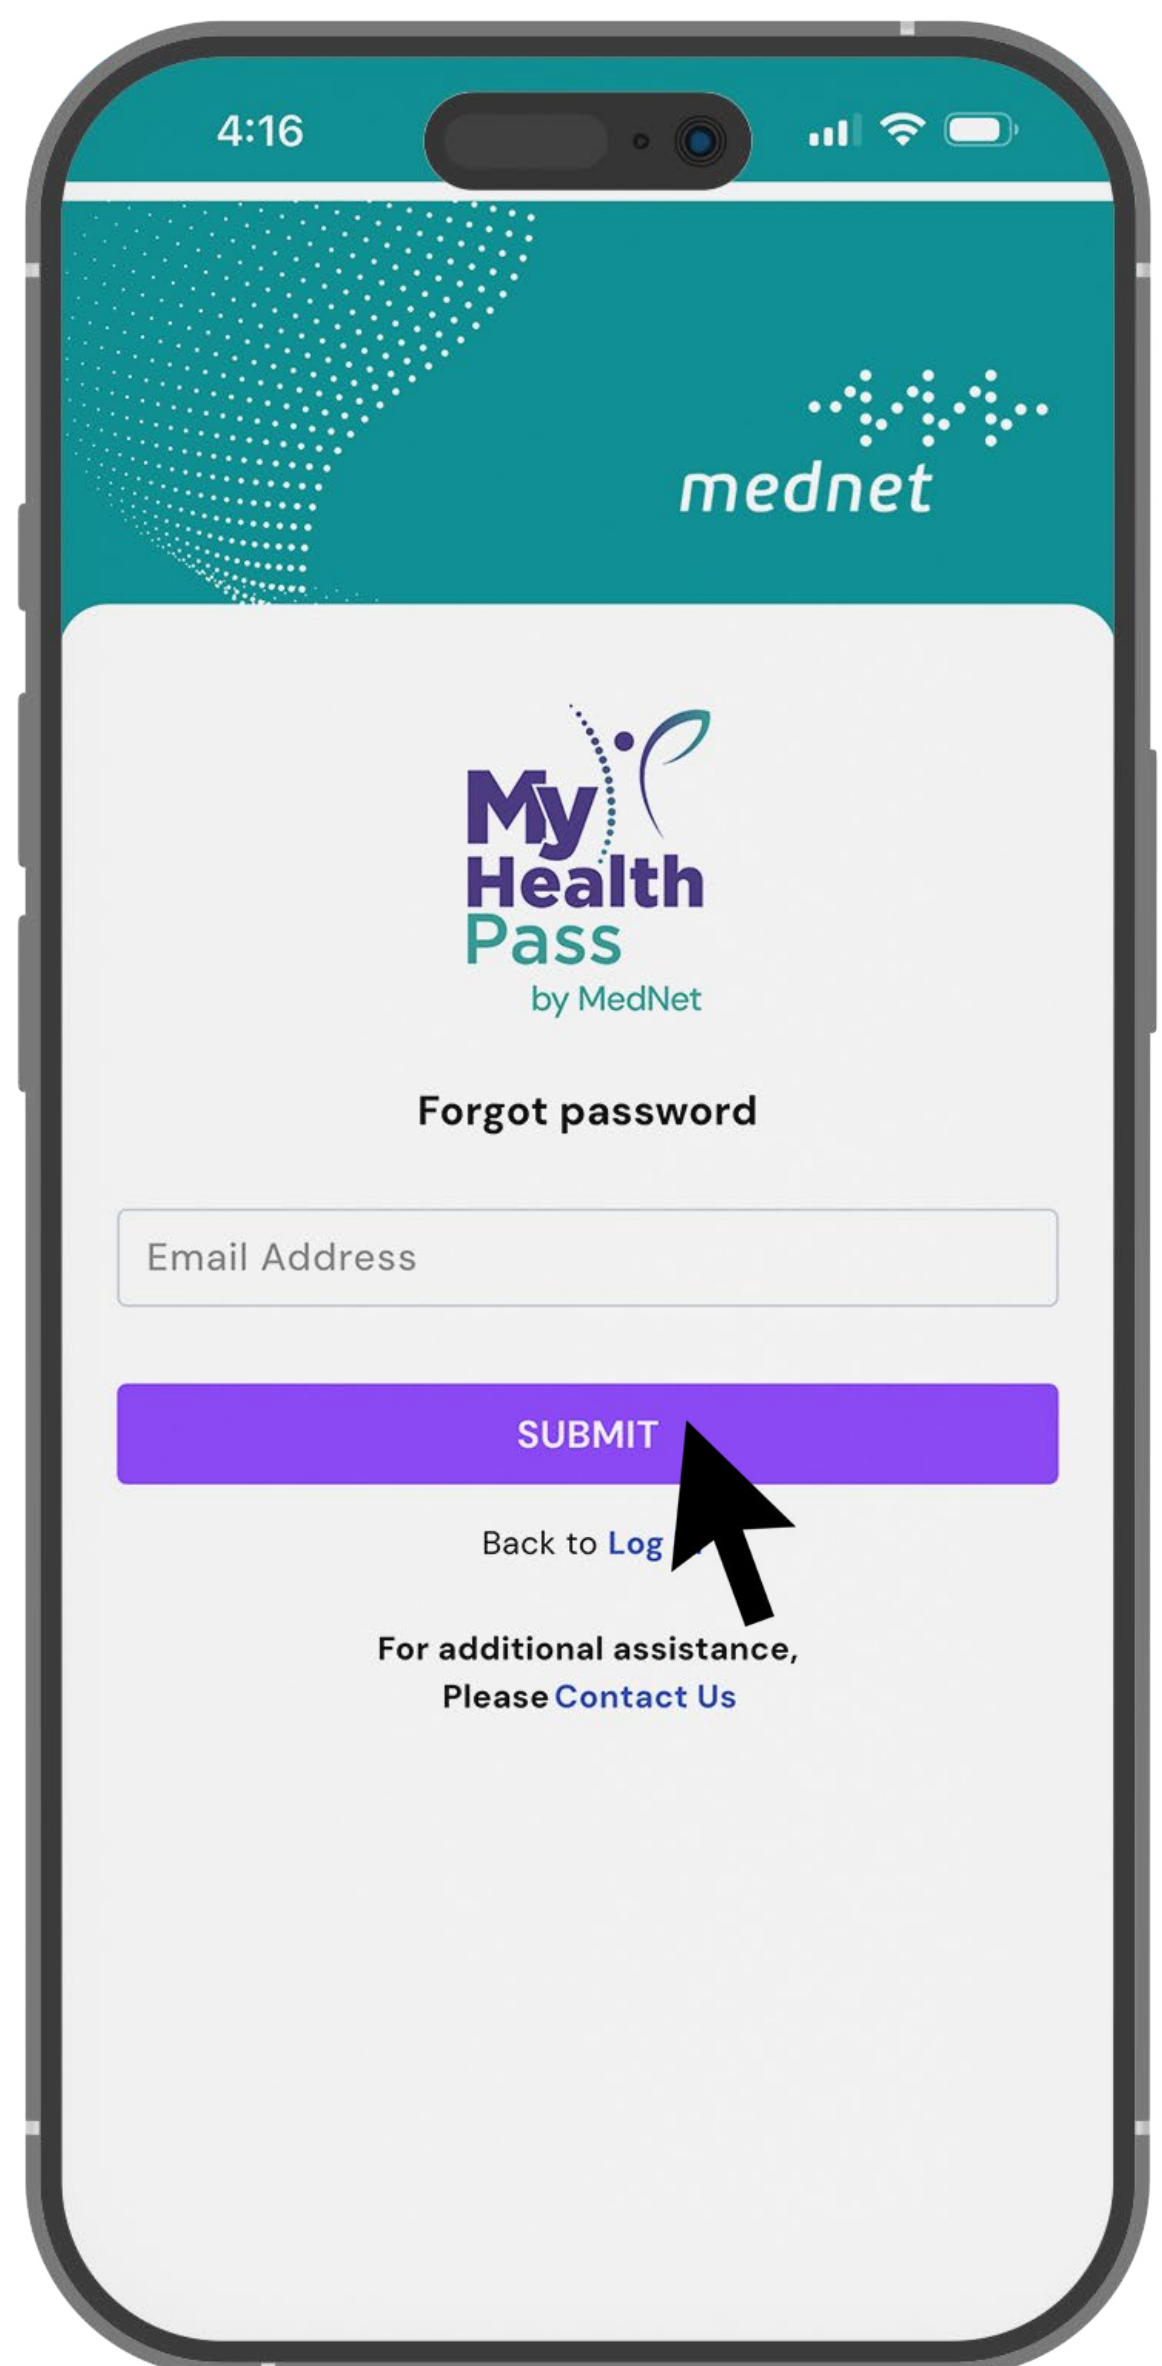 4:16
mednet
My
Health
Pass
by MedNet
Forgot password
Email Address
SUBMIT
Back to Log
For additional assistance,
Please Contact Us